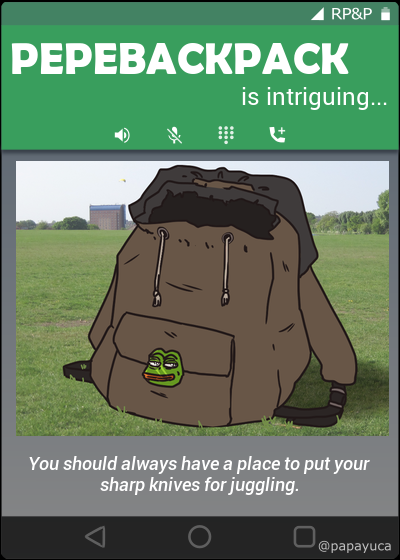 RP&P
PEPEBACKPACK
is intriguing...
You should always have a place to put your
sharp knives for juggling.
@papayuca